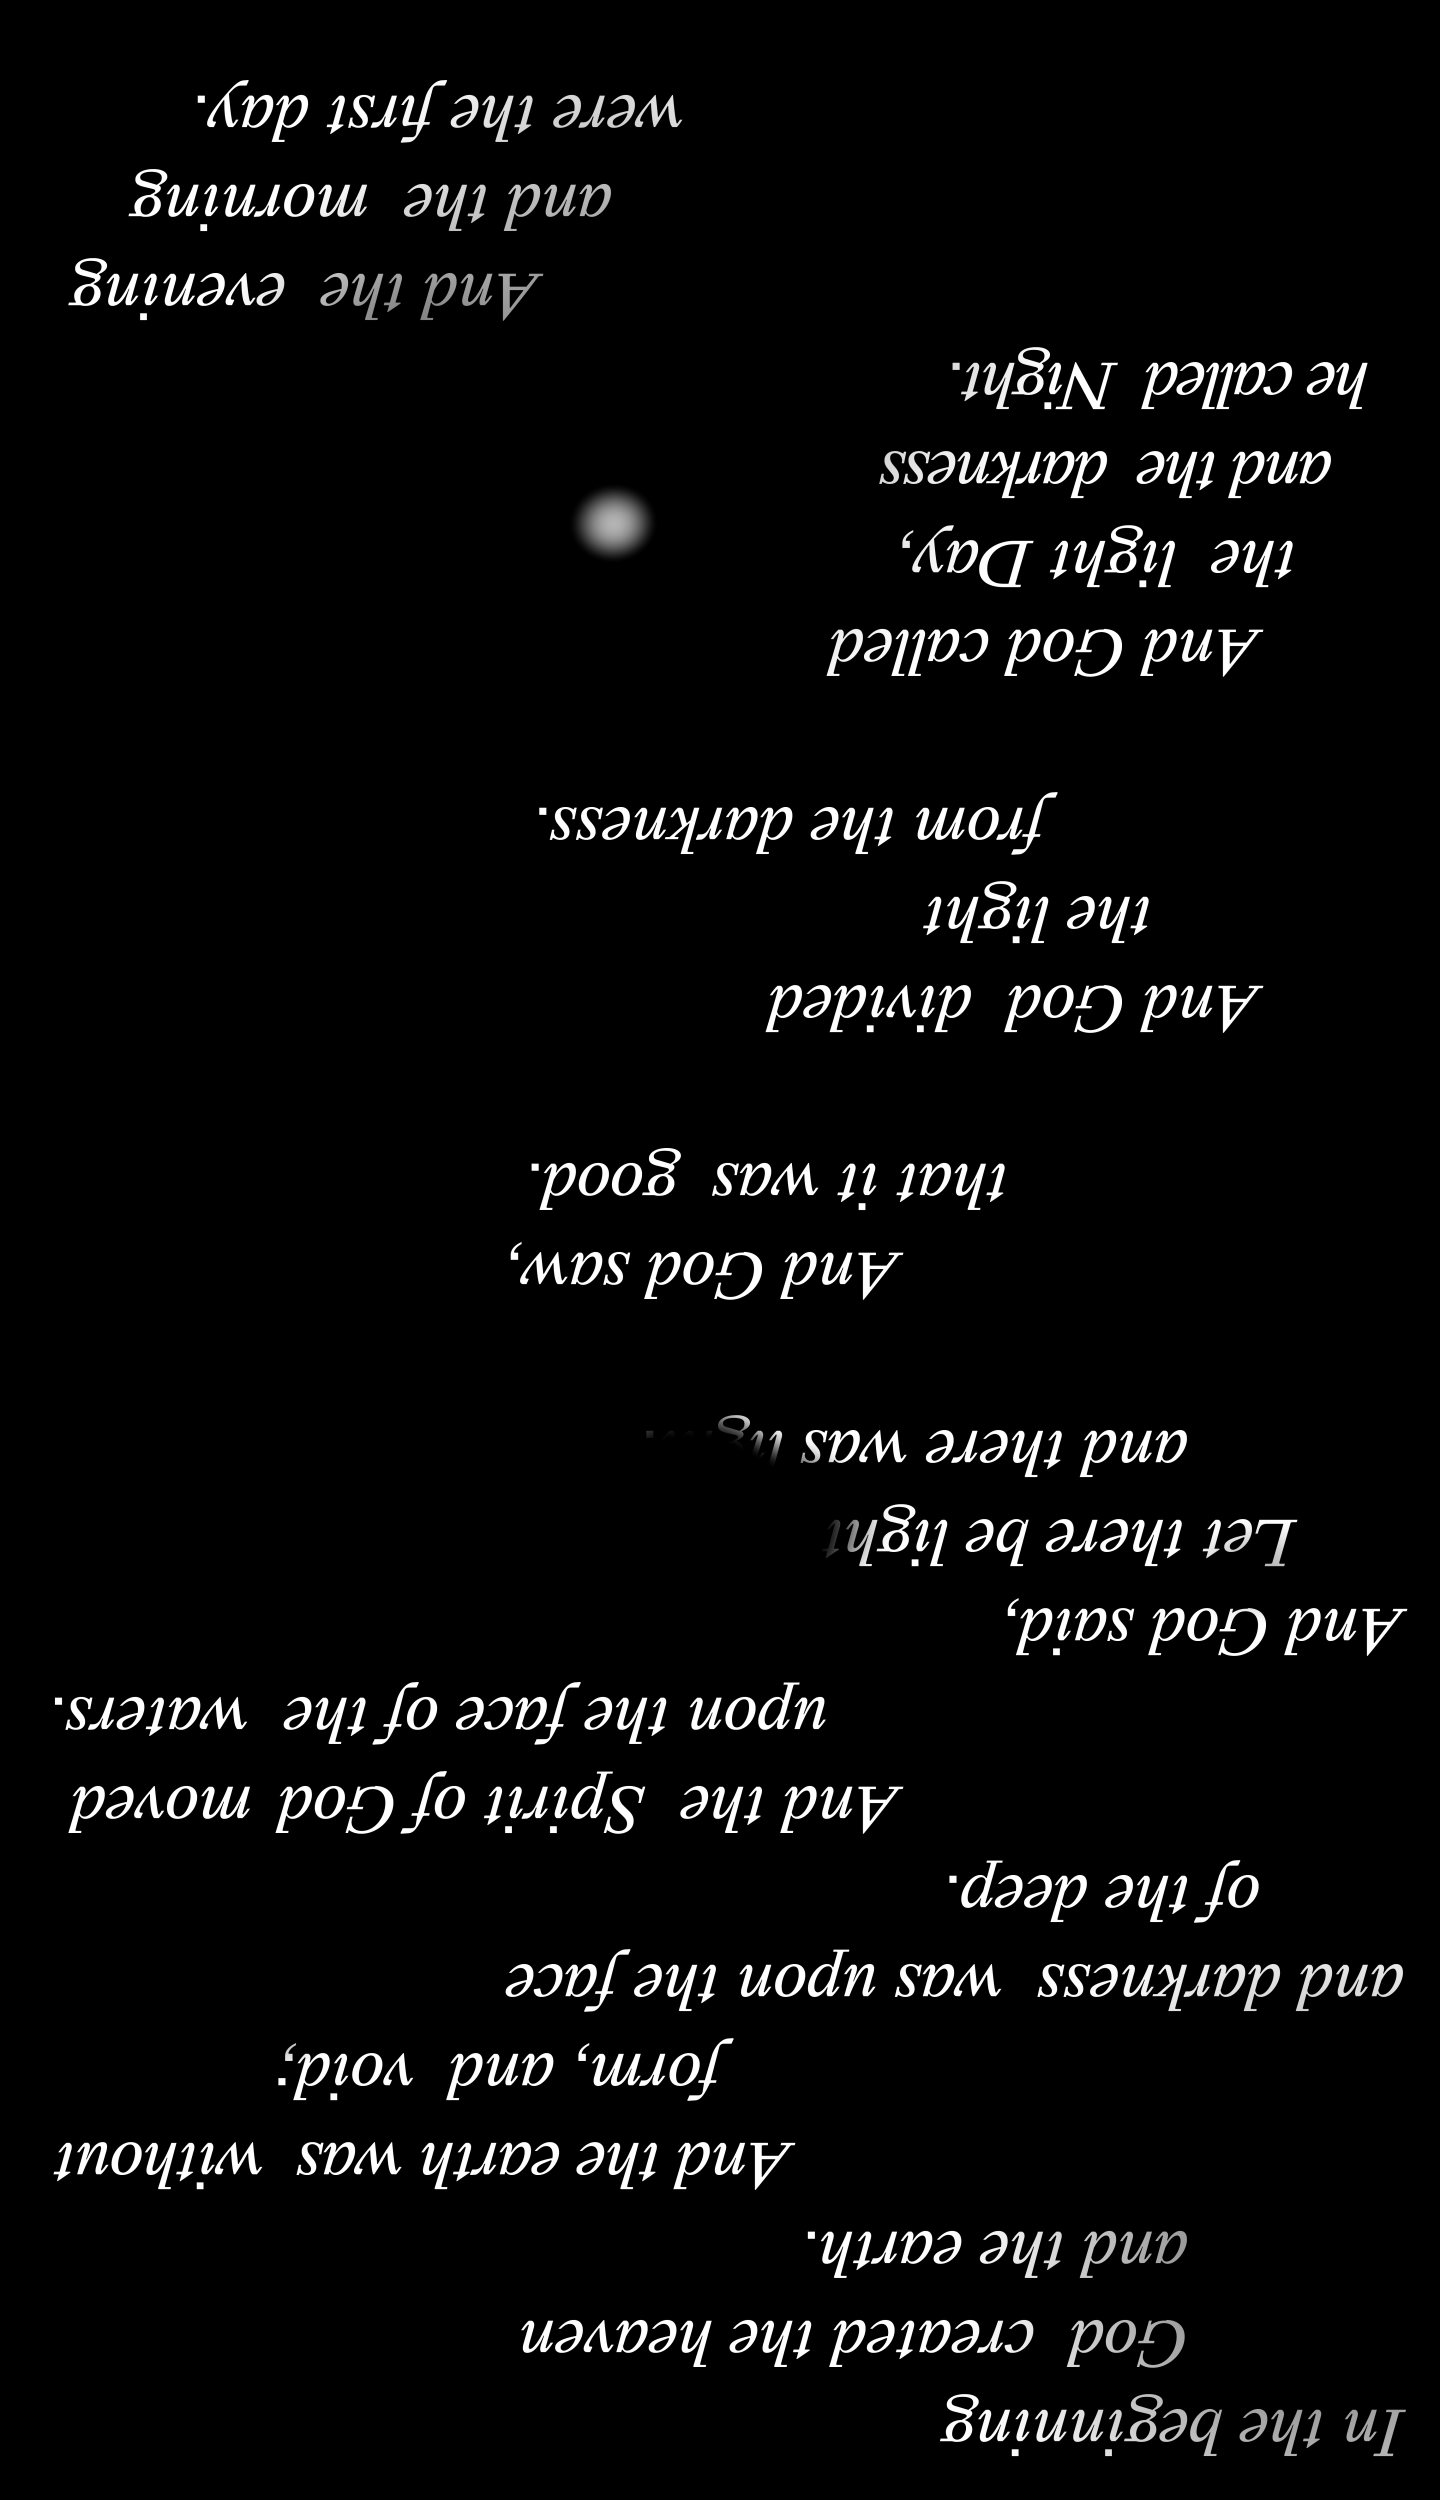 In the beginning
God created the heaven
and the earth.
And the earth was without
form, and void;
and darkness was upon the face
of the deep.
And the Spirit of God moved
upon the face of the waters.
And God said,
Let there be light
and there was
And God saw,
that it was good.
And God divided
the light
from the darkness.
And God called
the light Day,
and the darkness
he called Night.
And the evening
and the morning
were the first day.